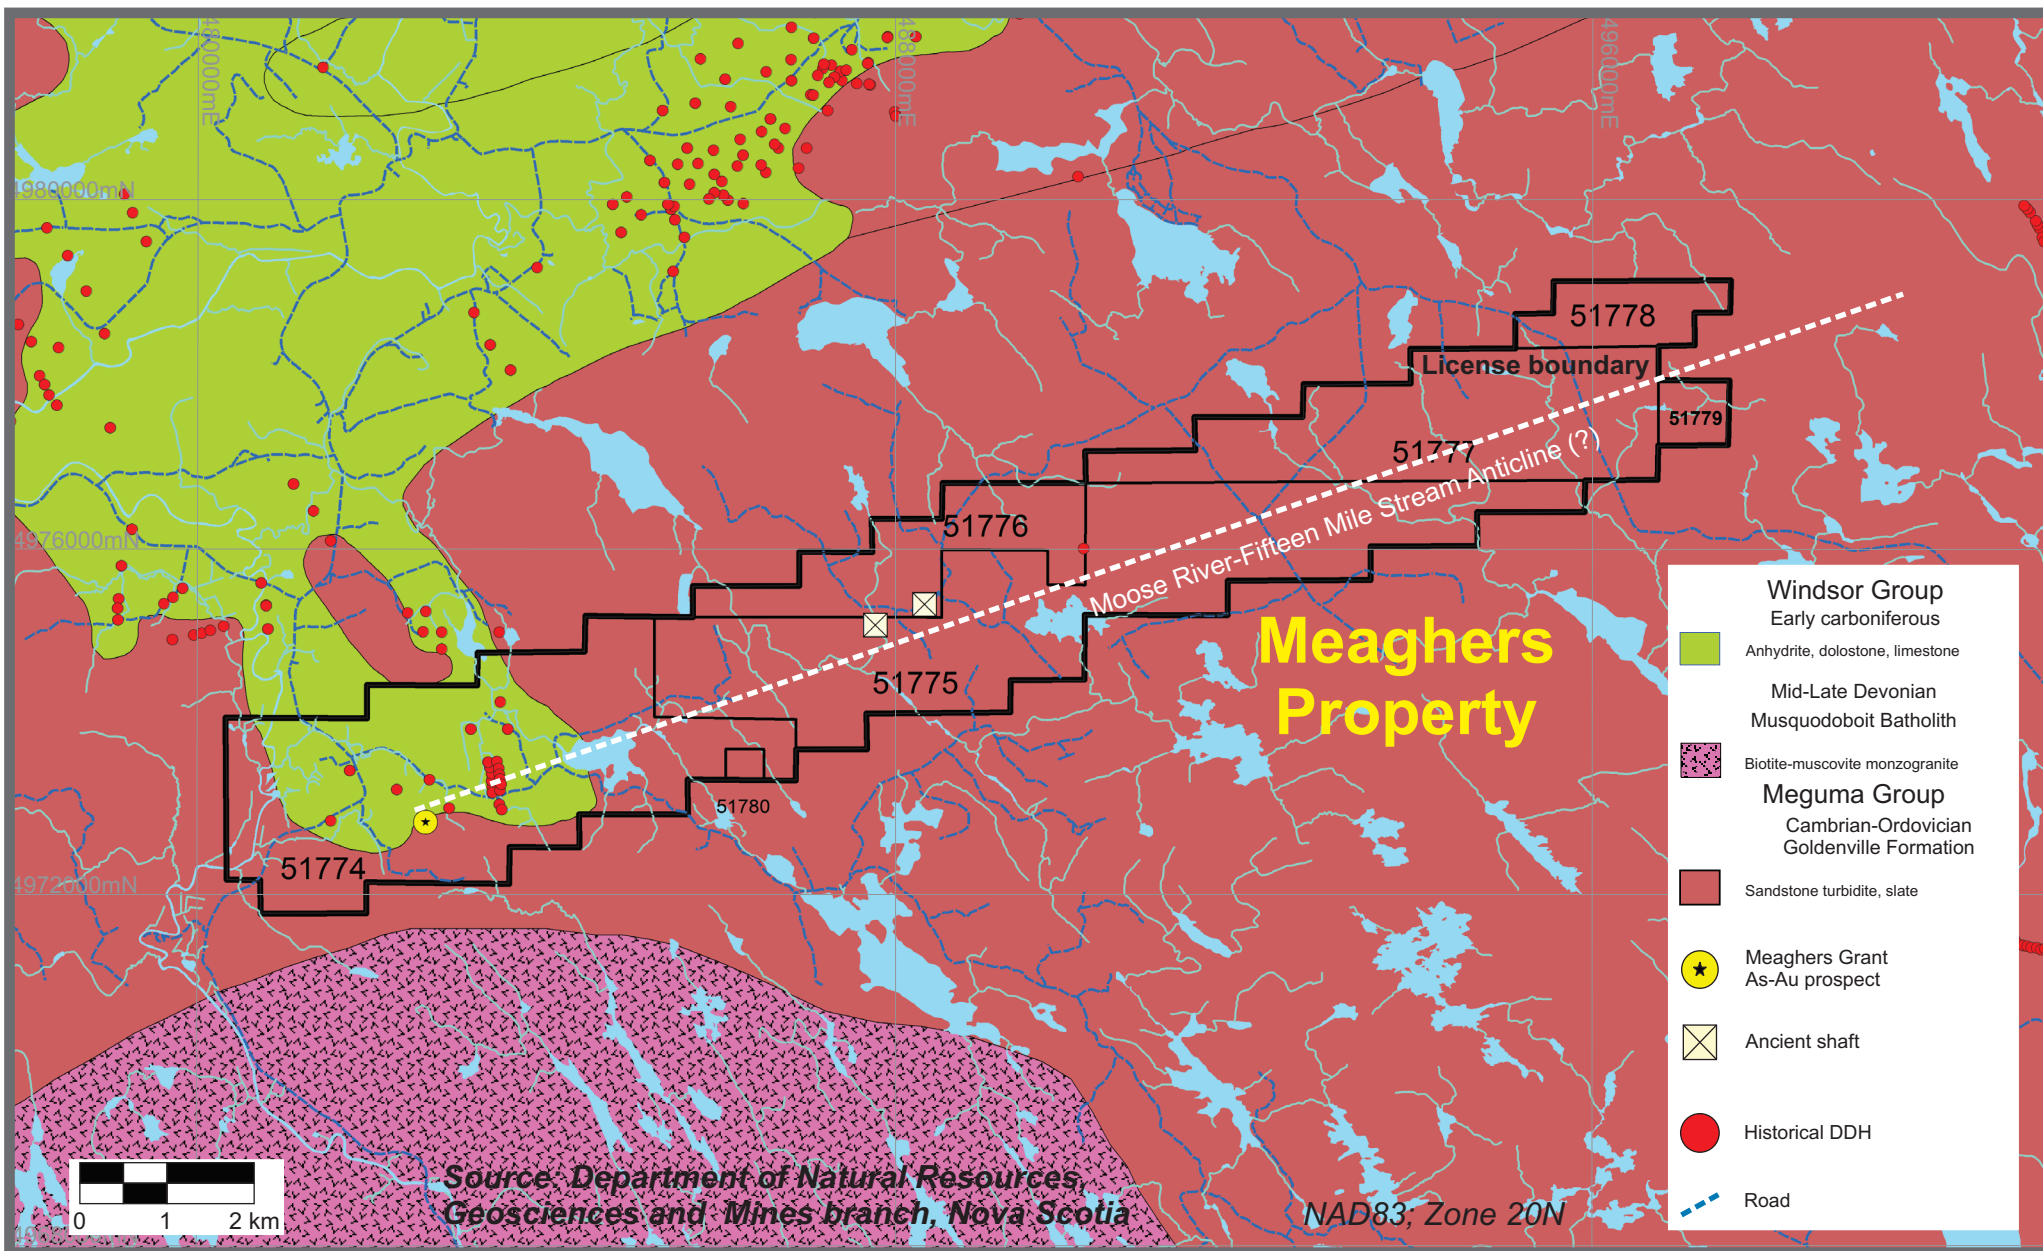 480000mE
488000mE
496000mE
4980000mN
51778
License boundary
51779
51777
51776
4976000mN
Moose River-Fifteen Mile Stream Anticline (?)
Meaghers
Property
51775
51780
51774
4972000mN
Windsor Group
Early carboniferous
Anhydrite, dolostone, limestone
Mid-Late Devonian
Musquodoboit Batholith
Biotite-muscovite monzogranite
Meguma Group
Cambrian-Ordovician
Goldenville Formation
Sandstone turbidite, slate
Meaghers Grant
As-Au prospect
Ancient shaft
Historical DDH
Road
0 1 2 km
Source: Department of Natural Resources,
Geosciences and Mines branch, Nova Scotia
NAD83; Zone 20N